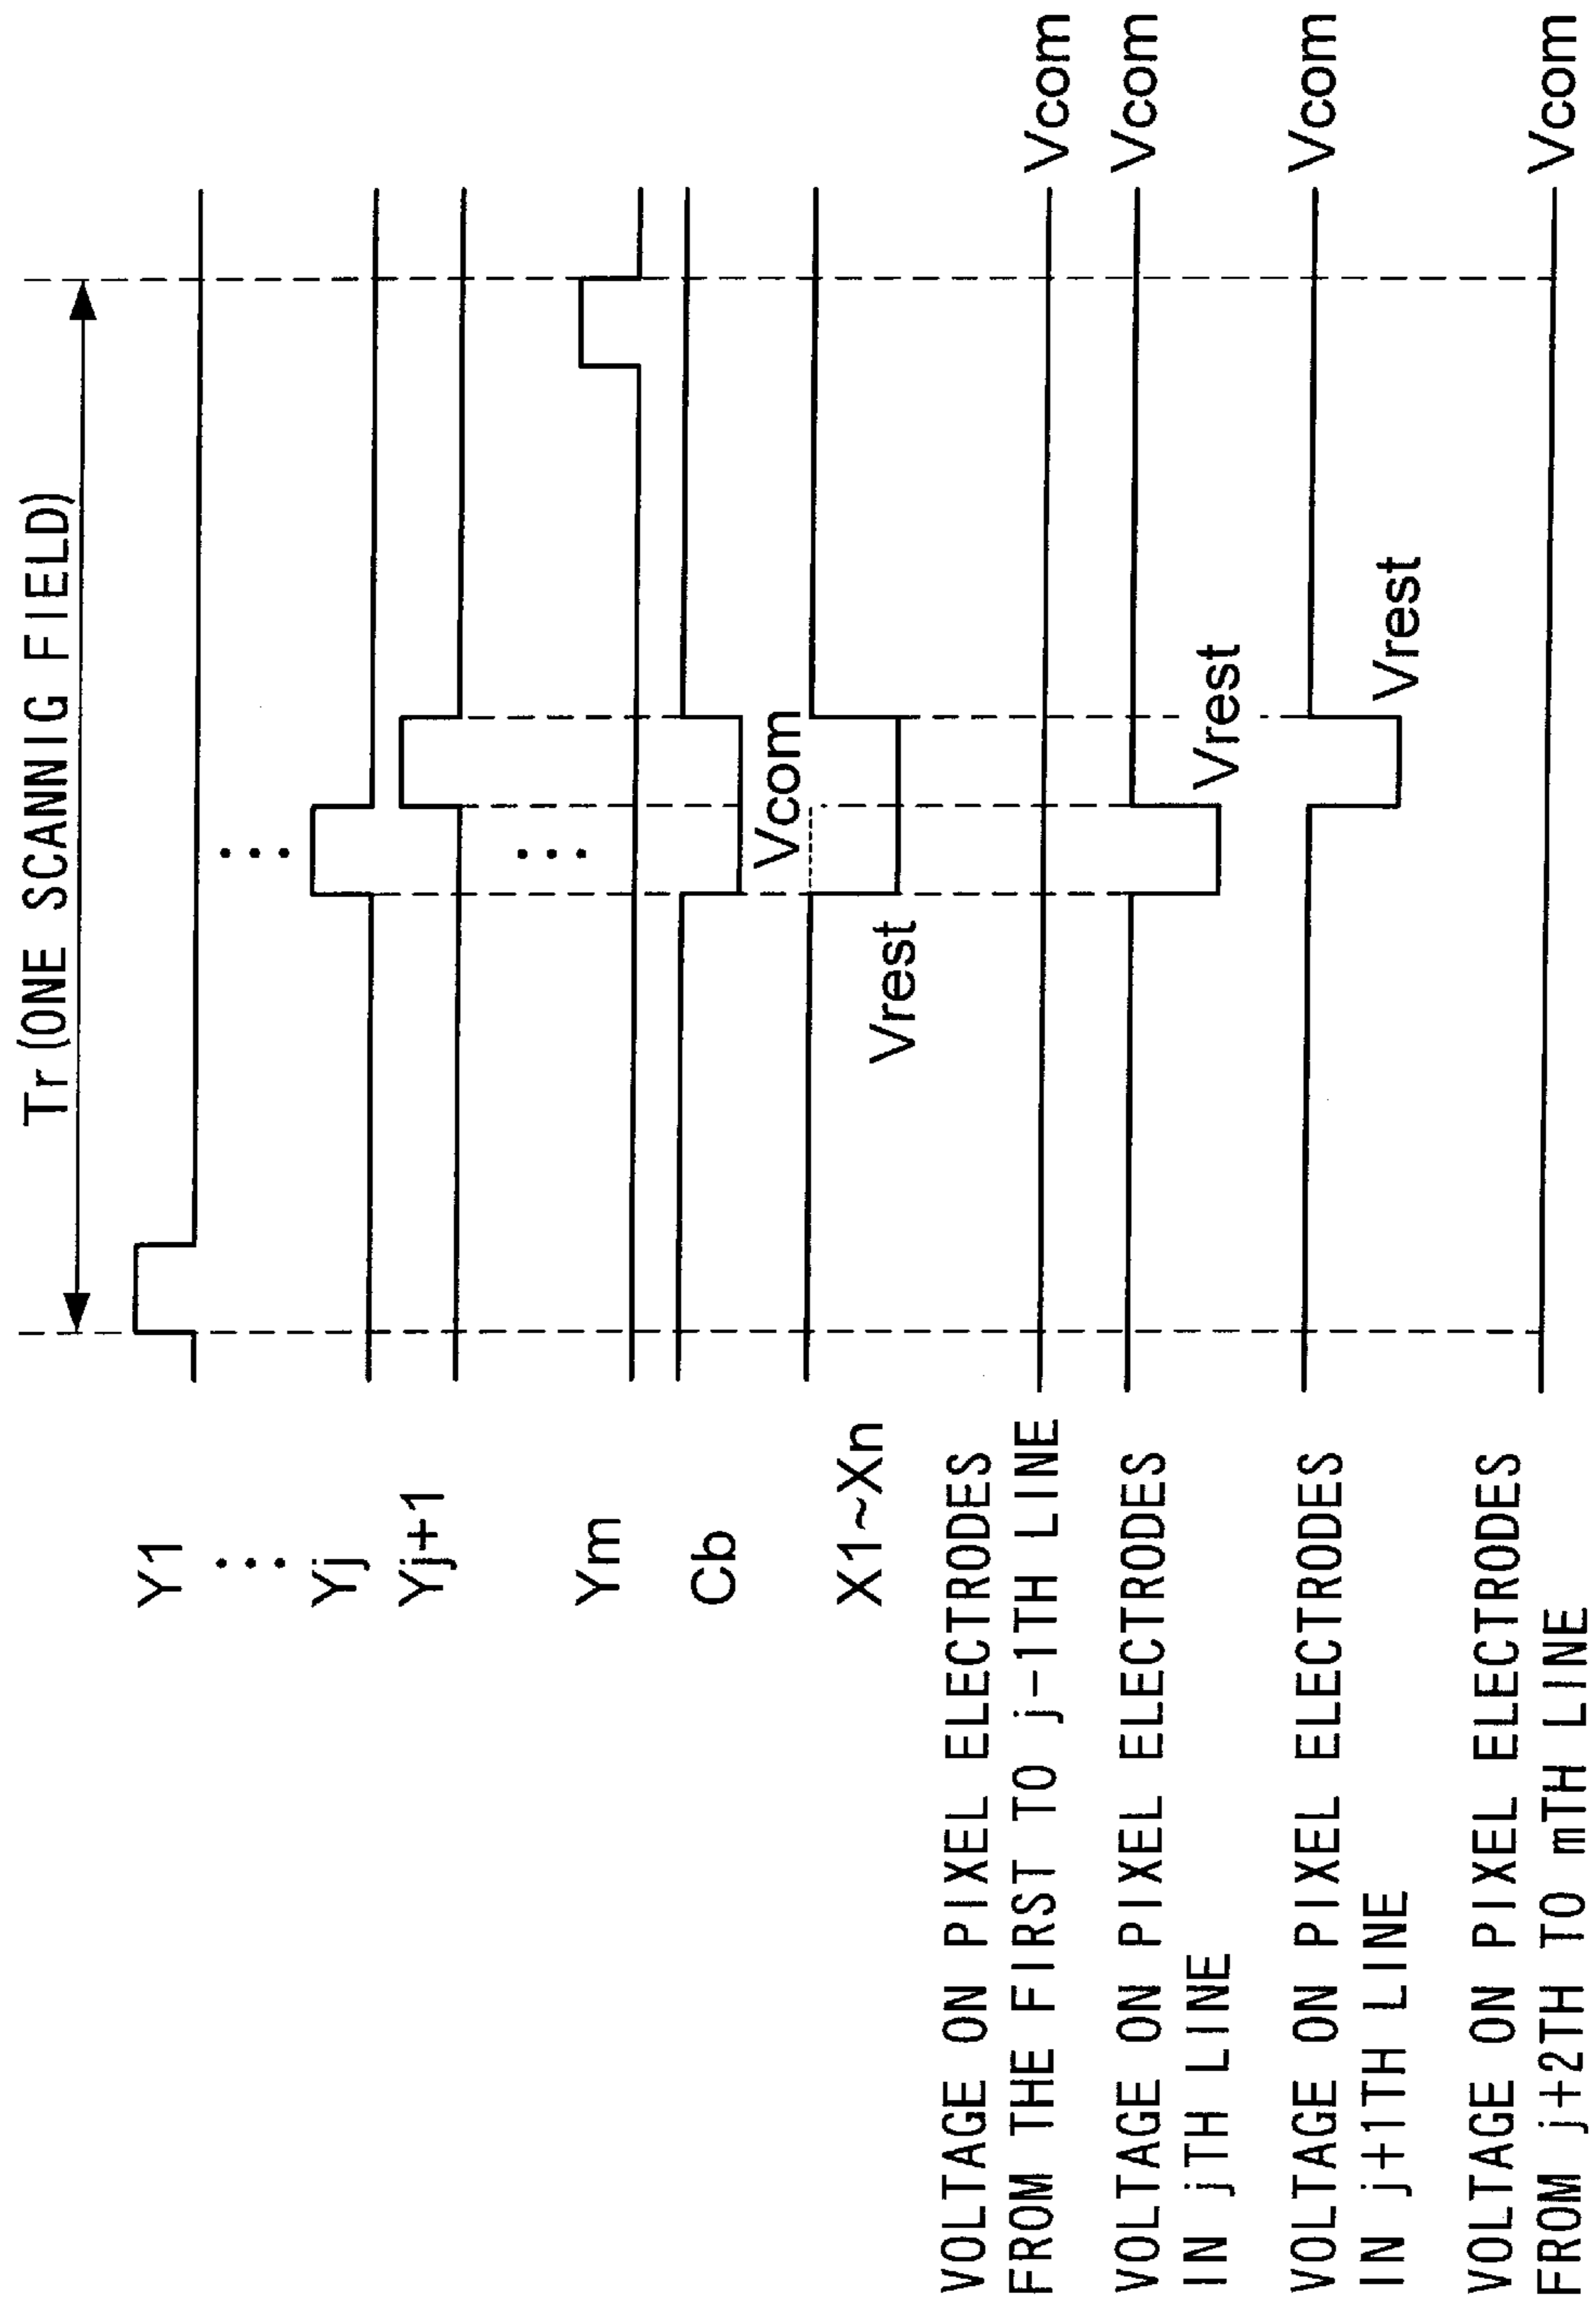 Tr(ONE SCANNIG FIELD)
Y1
Yj
Yj+1
Ym
Cb
Vcom
X1~Xn
Vrest
VOLTAGE ON PIXEL ELECTRODES
FROM THE FIRST TO j-1TH LINE
Vcom
VOLTAGE ON PIXEL ELECTRODES
IN jTH LINE
Vcom
Vrest
VOLTAGE ON PIXEL ELECTRODES
IN j+1TH LINE
Vcom
Vrest
VOLTAGE ON PIXEL ELECTRODES
FROM j+2TH TO mTH LINE
Vcom